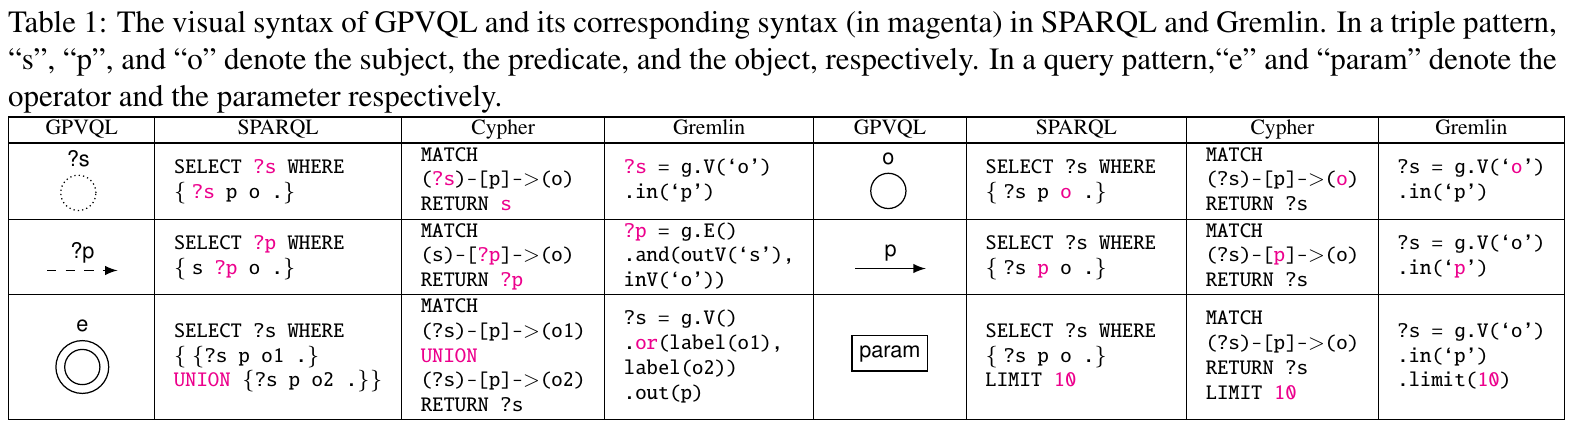 Table 1: The visual syntax of GPVQL and its corresponding syntax (in magenta) in SPARQL and Gremlin. In a triple pattern,
“s”, “p”, and “o” denote the subject, the predicate, and the object, respectively. In a query pattern,“e” and “param” denote the
operator and the parameter respectively.
GPVQL SPARQL Cypher Gremlin GPVQL SPARQL Cypher Gremlin
?s
SELECT ?s WHERE
{ ?s p o .}
MATCH
(?s)-[p]->(o)
RETURN s
?s = g.V(‘o’)
.in(‘p’)
o
SELECT ?s WHERE
{ ?s p o .}
MATCH
(?s)-[p]->(o)
RETURN ?s
?s = g.V(‘o’)
.in(‘p’)
?p
SELECT ?p WHERE
{ s ?p o .}
MATCH
(s)-[?p]->(o)
RETURN ?p
?p = g.E()
.and(outV(‘s’),
inV(‘o’))
p
SELECT ?s WHERE
{ ?s p o .}
MATCH
(?s)-[p]->(o)
RETURN ?s
?s = g.V(‘o’)
.in(‘p’)
e
SELECT ?s WHERE
{ {?s p o1 .}
UNION {?s p o2 .}}
MATCH
(?s)-[p]->(o1)
UNION
(?s)-[p]->(o2)
RETURN ?s
?s = g.V()
.or(label(o1),
label(o2))
.out(p)
param
SELECT ?s WHERE
{ ?s p o .}
LIMIT 10
MATCH
(?s)-[p]->(o)
RETURN ?s
LIMIT 10
?s = g.V(‘o’)
.in(‘p’)
.limit(10)